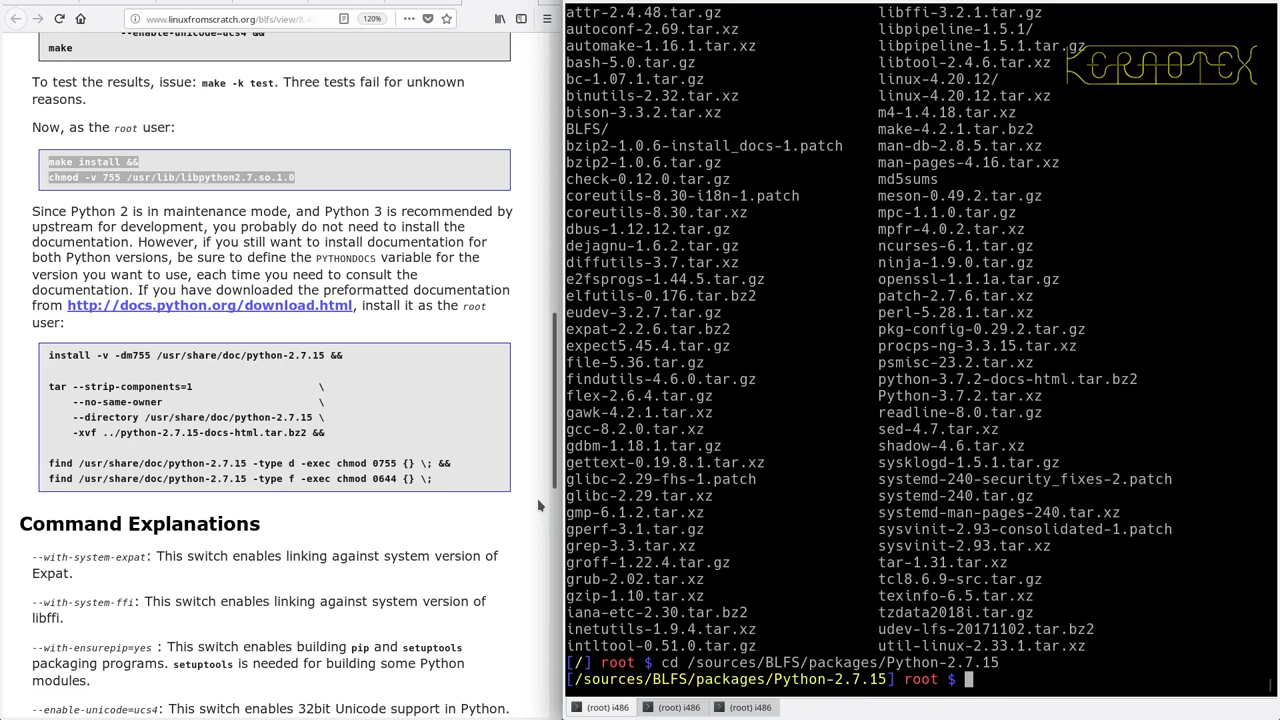 www.linuxfromscratch.org/blfs/view/8.4
120%
--enable-unicode=ucs4 &&
make
To test the results, issue: make -k test. Three tests fail for unknown
reasons.
Now, as the root user:
make install &&
chmod -v 755 /usr/lib/libpython2.7.so.1.0
Since Python 2 is in maintenance mode, and Python 3 is recommended by
upstream for development, you probably do not need to install the
documentation. However, if you still want to install documentation for
both Python versions, be sure to define the PYTHONDOCS variable for the
version you want to use, each time you need to consult the
documentation. If you have downloaded the preformatted documentation
from http://docs.python.org/download.html, install it as the root
user:
install -v -dm755 /usr/share/doc/python-2.7.15 &&
tar --strip-components=1 \
--no-same-owner \
--directory /usr/share/doc/python-2.7.15 \
-xvf ../python-2.7.15-docs-html.tar.bz2 &&
find /usr/share/doc/python-2.7.15 -type d -exec chmod 0755 {} \; &&
find /usr/share/doc/python-2.7.15 -type f -exec chmod 0644 {} \;
Command Explanations
--with-system-expat: This switch enables linking against system version of
Expat.
--with-system-ffi: This switch enables linking against system version of
libffi.
--with-ensurepip=yes : This switch enables building pip and setuptools
packaging programs. setuptools is needed for building some Python
modules.
--enable-unicode=ucs4: This switch enables 32bit Unicode support in Python.
attr-2.4.48.tar.gz libffi-3.2.1.tar.gz
autoconf-2.69.tar.xz libpipeline-1.5.1/
automake-1.16.1.tar.xz libpipeline-1.5.1.tar.gz
bash-5.0.tar.gz libtool-2.4.6.tar.xz
bc-1.07.1.tar.gz linux-4.20.12/
binutils-2.32.tar.xz linux-4.20.12.tar.xz
bison-3.3.2.tar.xz m4-1.4.18.tar.xz
BLFS/ make-4.2.1.tar.bz2
bzip2-1.0.6-install_docs-1.patch man-db-2.8.5.tar.xz
bzip2-1.0.6.tar.gz man-pages-4.16.tar.xz
check-0.12.0.tar.gz md5sums
coreutils-8.30-i18n-1.patch meson-0.49.2.tar.gz
coreutils-8.30.tar.xz mpc-1.1.0.tar.gz
dbus-1.12.12.tar.gz mpfr-4.0.2.tar.xz
dejagnu-1.6.2.tar.gz ncurses-6.1.tar.gz
diffutils-3.7.tar.xz ninja-1.9.0.tar.gz
e2fsprogs-1.44.5.tar.gz openssl-1.1.1a.tar.gz
elfutils-0.176.tar.bz2 patch-2.7.6.tar.xz
eudev-3.2.7.tar.gz perl-5.28.1.tar.xz
expat-2.2.6.tar.bz2 pkg-config-0.29.2.tar.gz
expect5.45.4.tar.gz procps-ng-3.3.15.tar.xz
file-5.36.tar.gz psmisc-23.2.tar.xz
findutils-4.6.0.tar.gz python-3.7.2-docs-html.tar.bz2
flex-2.6.4.tar.gz Python-3.7.2.tar.xz
gawk-4.2.1.tar.xz readline-8.0.tar.gz
gcc-8.2.0.tar.xz sed-4.7.tar.xz
gdbm-1.18.1.tar.gz shadow-4.6.tar.xz
gettext-0.19.8.1.tar.xz sysklogd-1.5.1.tar.gz
glibc-2.29-fhs-1.patch systemd-240-security_fixes-2.patch
glibc-2.29.tar.xz systemd-240.tar.gz
gmp-6.1.2.tar.xz systemd-man-pages-240.tar.xz
gperf-3.1.tar.gz sysvinit-2.93-consolidated-1.patch
grep-3.3.tar.xz sysvinit-2.93.tar.xz
groff-1.22.4.tar.gz tar-1.31.tar.xz
grub-2.02.tar.xz tcl8.6.9-src.tar.gz
gzip-1.10.tar.xz texinfo-6.5.tar.xz
iana-etc-2.30.tar.bz2 tzdata2018i.tar.gz
inetutils-1.9.4.tar.xz udev-lfs-20171102.tar.bz2
intltool-0.51.0.tar.gz util-linux-2.33.1.tar.xz
[/] root $ cd /sources/BLFS/packages/Python-2.7.15
[/sources/BLFS/packages/Python-2.7.15] root $
(root) i486 (root) i486 (root) i486